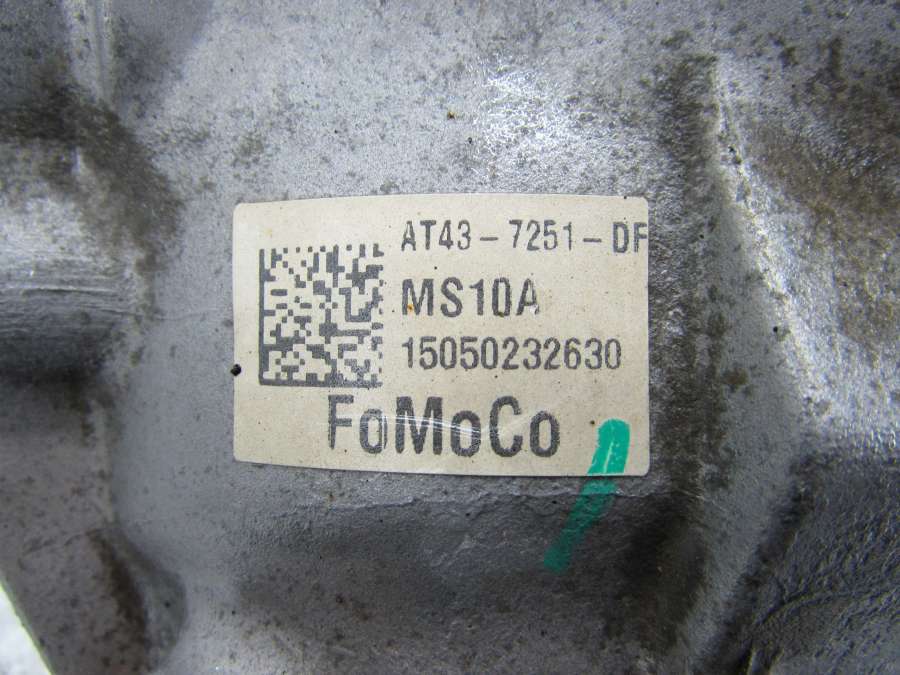 AT43-7251-DF
MS10A
15050232630
FoMoCo